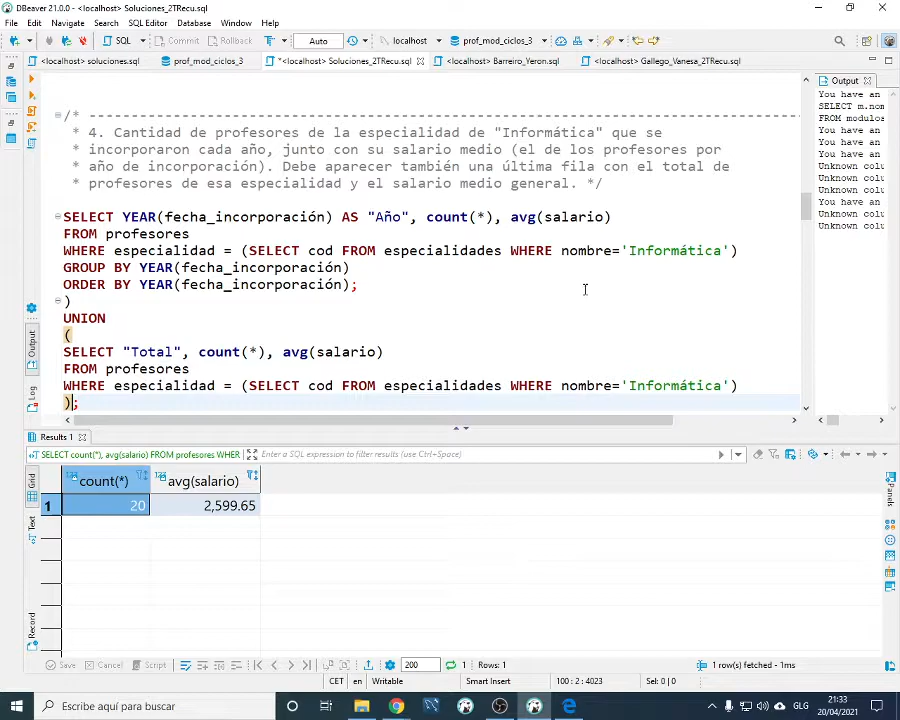 DBeaver 21.0.0 - Soluciones_2TRecu.sql
File Edit Navigate Search SQL Editor Database Window Help
SQL Commit Rollback T Auto localhost prof_mod_ciclos_3
<localhost> soluciones.sql prof_mod_ciclos_3 *<localhost> Soluciones_2TRecu.sql <localhost> Barreiro_Yeron.sql <localhost> Gallego_Vanesa_2TRecu.sql
Output
You have an
SELECT m.nom
FROM modulos
You have an
You have an
You have an
Unknown colu
Unknown colu
Unknown colu
You have an
Unknown colu
Unknown colu
/* ------------------------------------------------------------------------------------
* 4. Cantidad de profesores de la especialidad de "Informática" que se
* incorporaron cada año, junto con su salario medio (el de los profesores por
* año de incorporación). Debe aparecer también una última fila con el total de
* profesores de esa especialidad y el salario medio general. */
SELECT YEAR(fecha_incorporación) AS "Año", count(*), avg(salario)
FROM profesores
WHERE especialidad = (SELECT cod FROM especialidades WHERE nombre='Informática')
GROUP BY YEAR(fecha_incorporación)
ORDER BY YEAR(fecha_incorporación);
)
UNION
(
SELECT "Total", count(*), avg(salario)
FROM profesores
WHERE especialidad = (SELECT cod FROM especialidades WHERE nombre='Informática')
);
Output
Log
Results 1
SELECT count(*), avg(salario) FROM profesores WHER Enter a SQL expression to filter results (use Ctrl+Space)
Grid
Text
Record
Panels
count(*) avg(salario)
1 20 2,599.65
Save Cancel Script 200 1 Rows: 1 1 row(s) fetched - 1ms
CET en Writable Smart Insert 100 : 2 : 4023 Sel: 0 | 0
Escribe aquí para buscar
GLG
21:33
20/04/2021